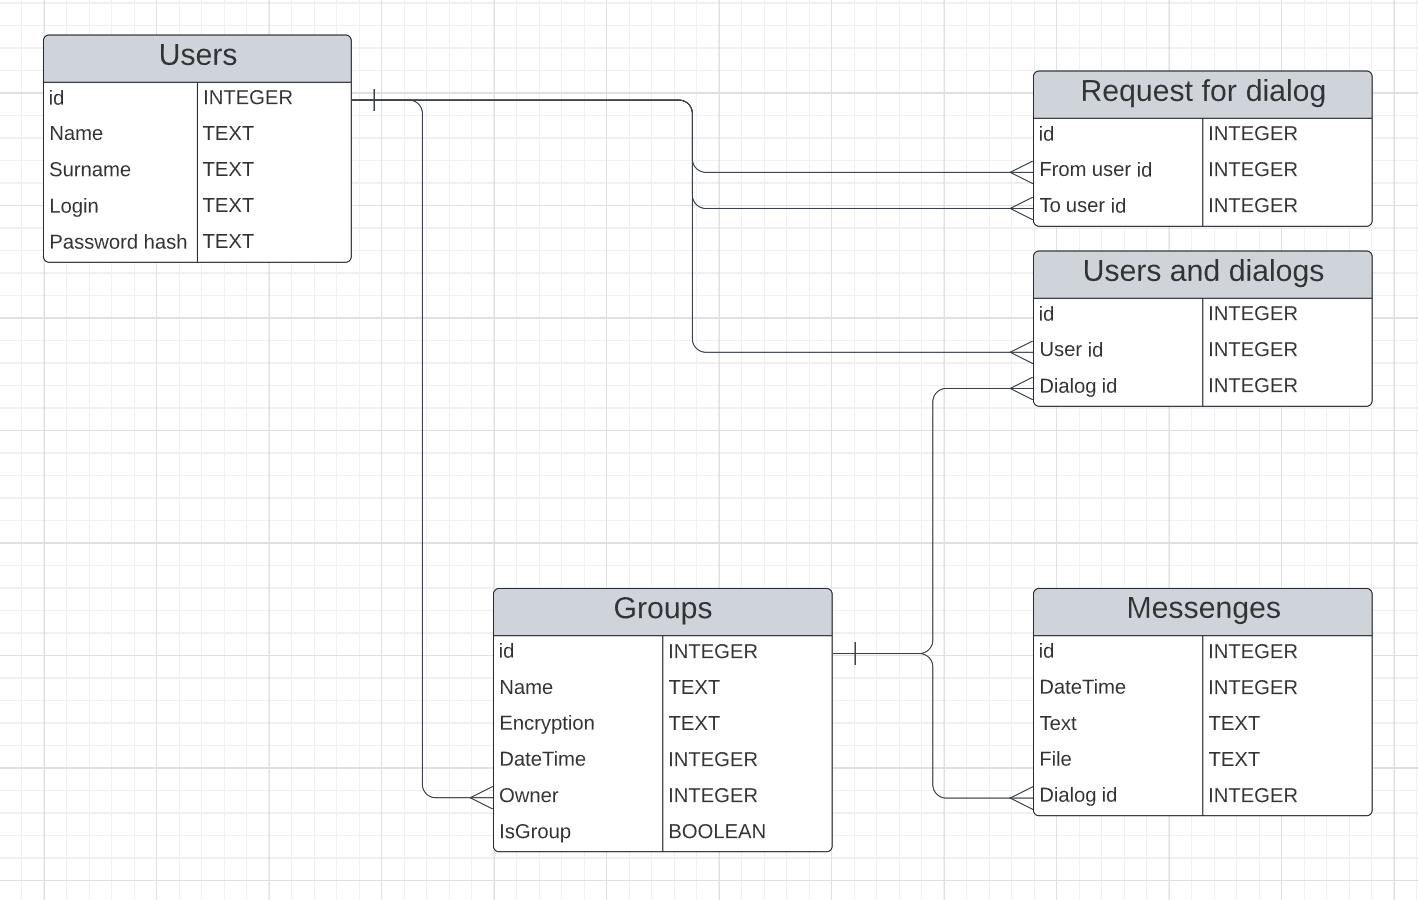 Users
id INTEGER
Name TEXT
Surname TEXT
Login TEXT
Password hash TEXT
Request for dialog
id INTEGER
From user id INTEGER
To user id INTEGER
Users and dialogs
id INTEGER
User id INTEGER
Dialog id INTEGER
Groups
id INTEGER
Name TEXT
Encryption TEXT
DateTime INTEGER
Owner INTEGER
IsGroup BOOLEAN
Messenges
id INTEGER
DateTime INTEGER
Text TEXT
File TEXT
Dialog id INTEGER